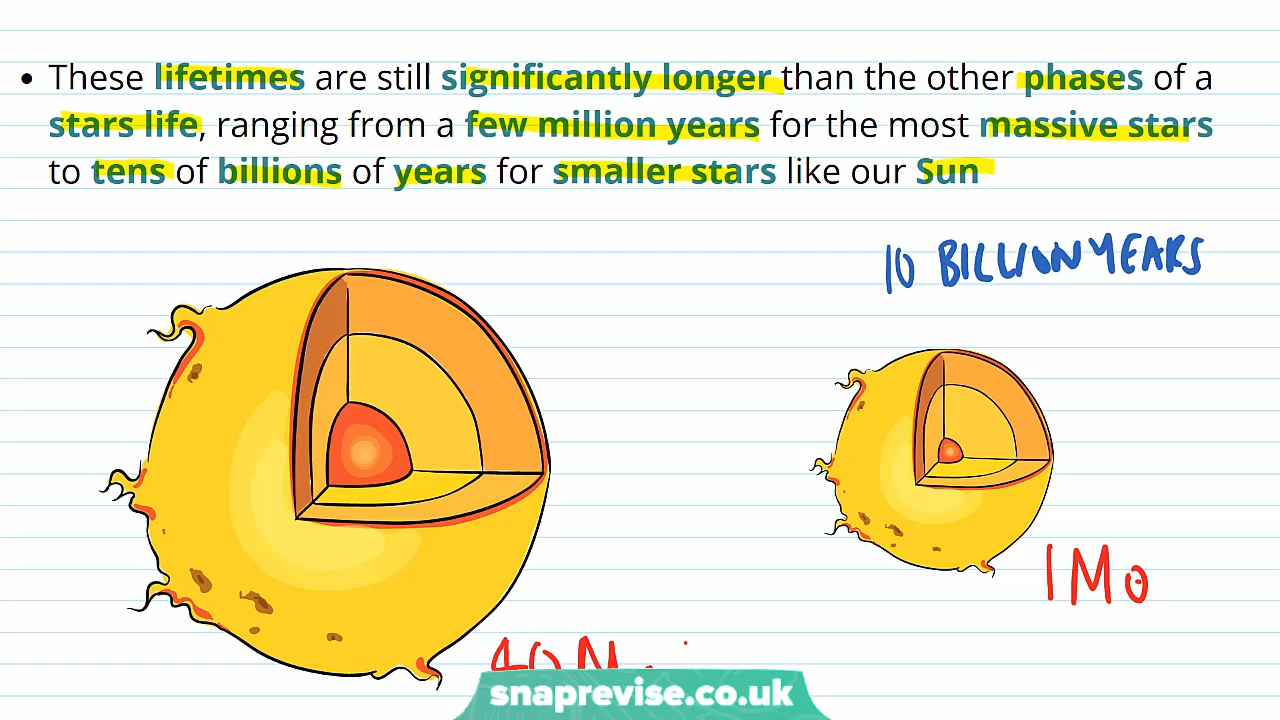 • These lifetimes are still significantly longer than the other phases of a
stars life, ranging from a few million years for the most massive stars
to tens of billions of years for smaller stars like our Sun
10 BILLION YEARS
1M⊙
40M
snaprevise.co.uk